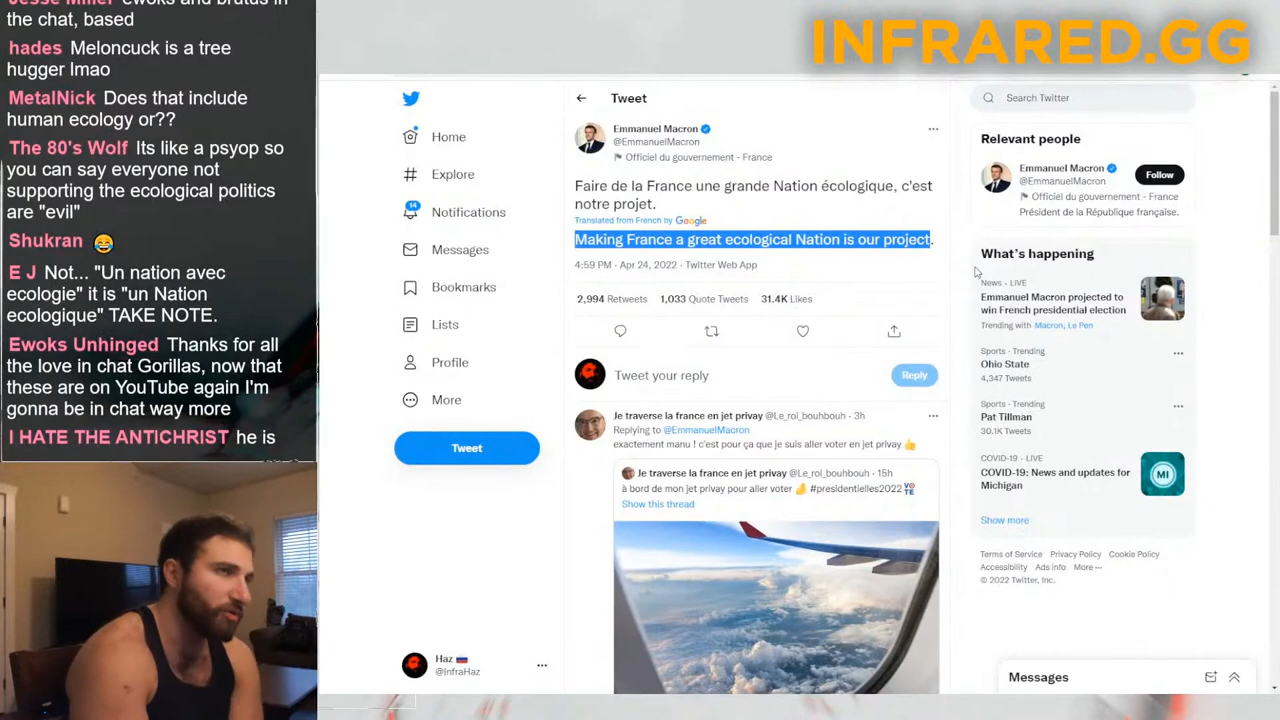 Jesse Miller ewoks and brutus in
the chat, based
hades Meloncuck is a tree
hugger lmao
MetalNick Does that include
human ecology or??
The 80's Wolf Its like a psyop so
you can say everyone not
supporting the ecological politics
are "evil"
Shukran 😂
E J Not... "Un nation avec
ecologie" it is "un Nation
ecologique" TAKE NOTE.
Ewoks Unhinged Thanks for all
the love in chat Gorillas, now that
these are on YouTube again I'm
gonna be in chat way more
I HATE THE ANTICHRIST he is
INFRARED.GG
Home
Explore
14
Notifications
Messages
Bookmarks
Lists
Profile
More
Tweet
Haz 🇷🇺
@InfraHaz
Tweet
Emmanuel Macron
@EmmanuelMacron
Officiel du gouvernement - France
Faire de la France une grande Nation écologique, c'est
notre projet.
Translated from French by Google
Making France a great ecological Nation is our project.
4:59 PM · Apr 24, 2022 · Twitter Web App
2,994 Retweets 1,033 Quote Tweets 31.4K Likes
Tweet your reply
Reply
Je traverse la france en jet privay @Le_roi_bouhbouh · 3h
Replying to @EmmanuelMacron
exactement manu ! c'est pour ça que je suis aller voter en jet privay 👍
Je traverse la france en jet privay @Le_roi_bouhbouh · 15h
à bord de mon jet privay pour aller voter 🤌 #presidentielles2022 VOTE
Show this thread
Search Twitter
Relevant people
Emmanuel Macron
@EmmanuelMacron
Follow
Officiel du gouvernement - France
Président de la République française.
What's happening
News · LIVE
Emmanuel Macron projected to
win French presidential election
Trending with Macron, Le Pen
Sports · Trending
Ohio State
4,347 Tweets
Sports · Trending
Pat Tillman
30.1K Tweets
COVID-19 · LIVE
COVID-19: News and updates for
Michigan
MI
Show more
Terms of Service Privacy Policy Cookie Policy
Accessibility Ads info More ···
© 2022 Twitter, Inc.
Messages